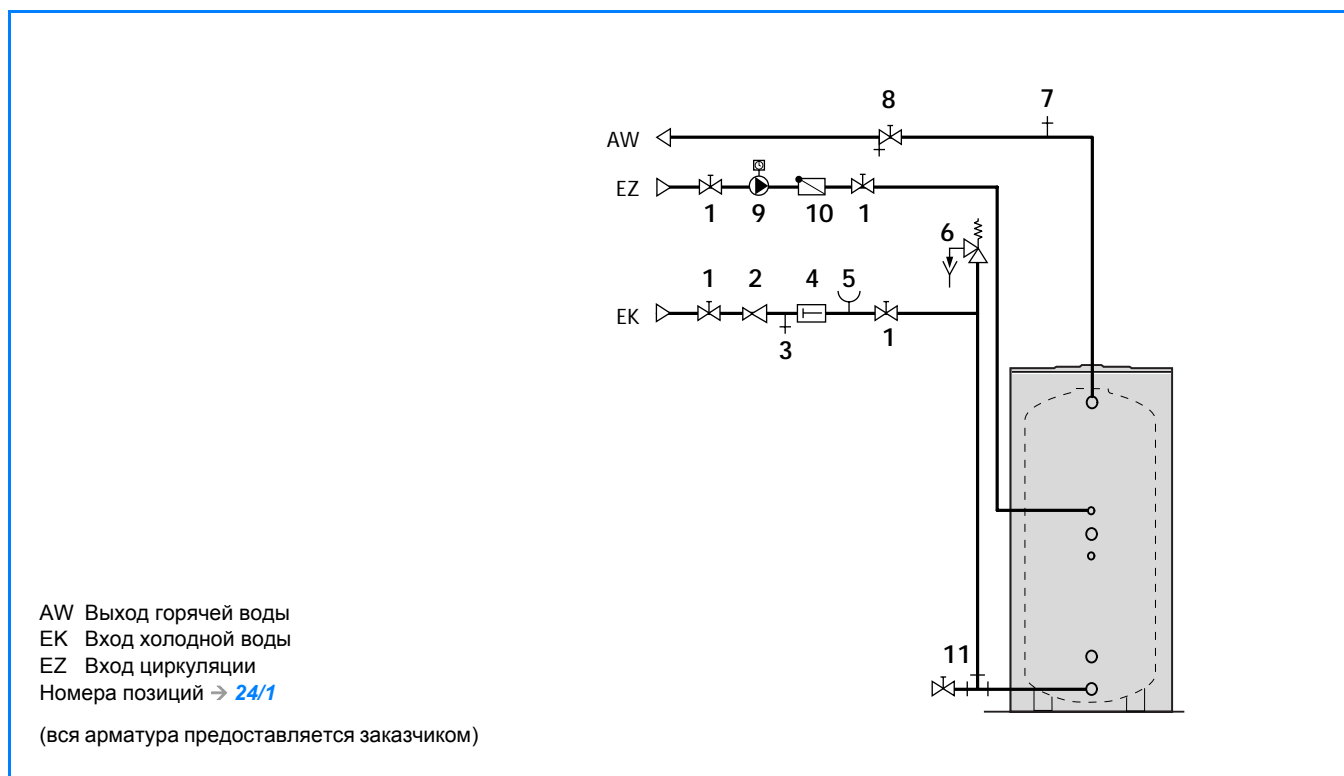 8
7
AW
EZ
1
9
10
1
6
1
2
4
5
EK
3
1
11
AW Выход горячей воды
EK Вход холодной воды
EZ Вход циркуляции
Номера позиций → 24/1
(вся арматура предоставляется заказчиком)